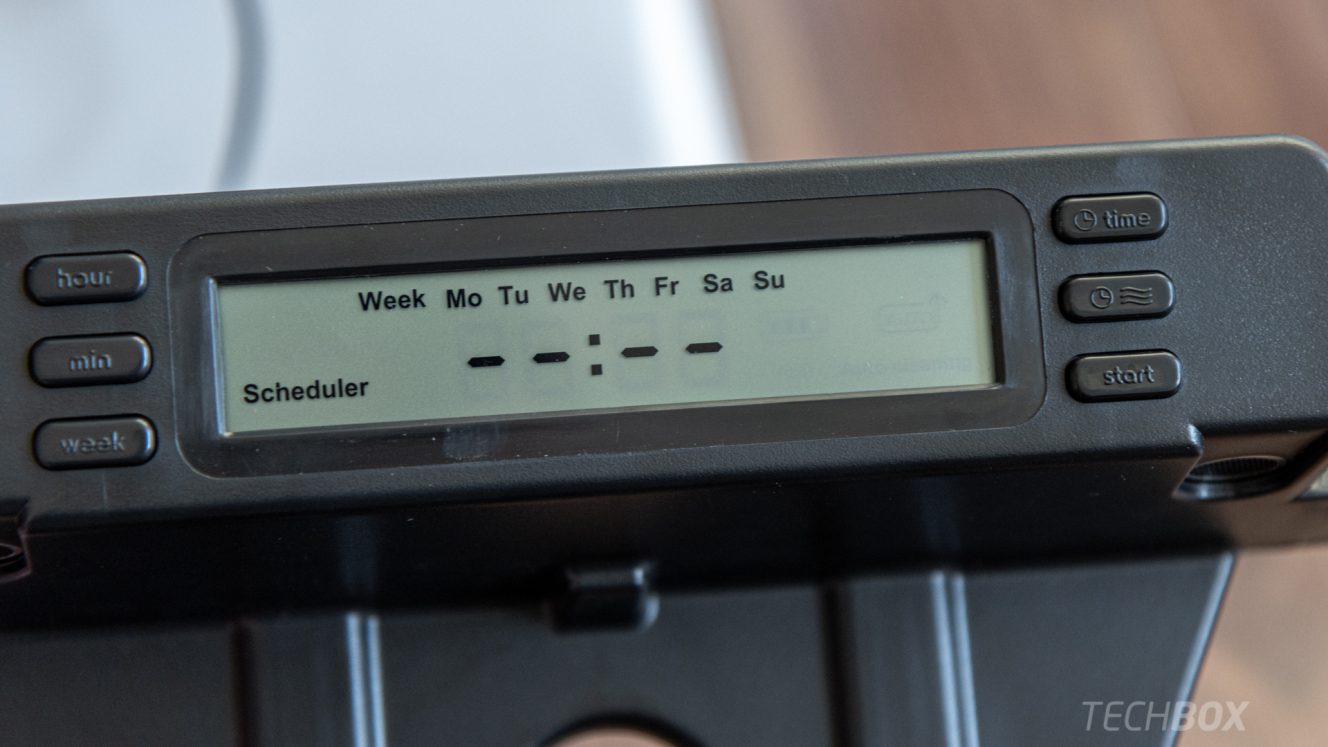 hour
min
week
Week Mo Tu We Th Fr Sa Su
-- -- : -- --
Scheduler
time
start
TECHBOX